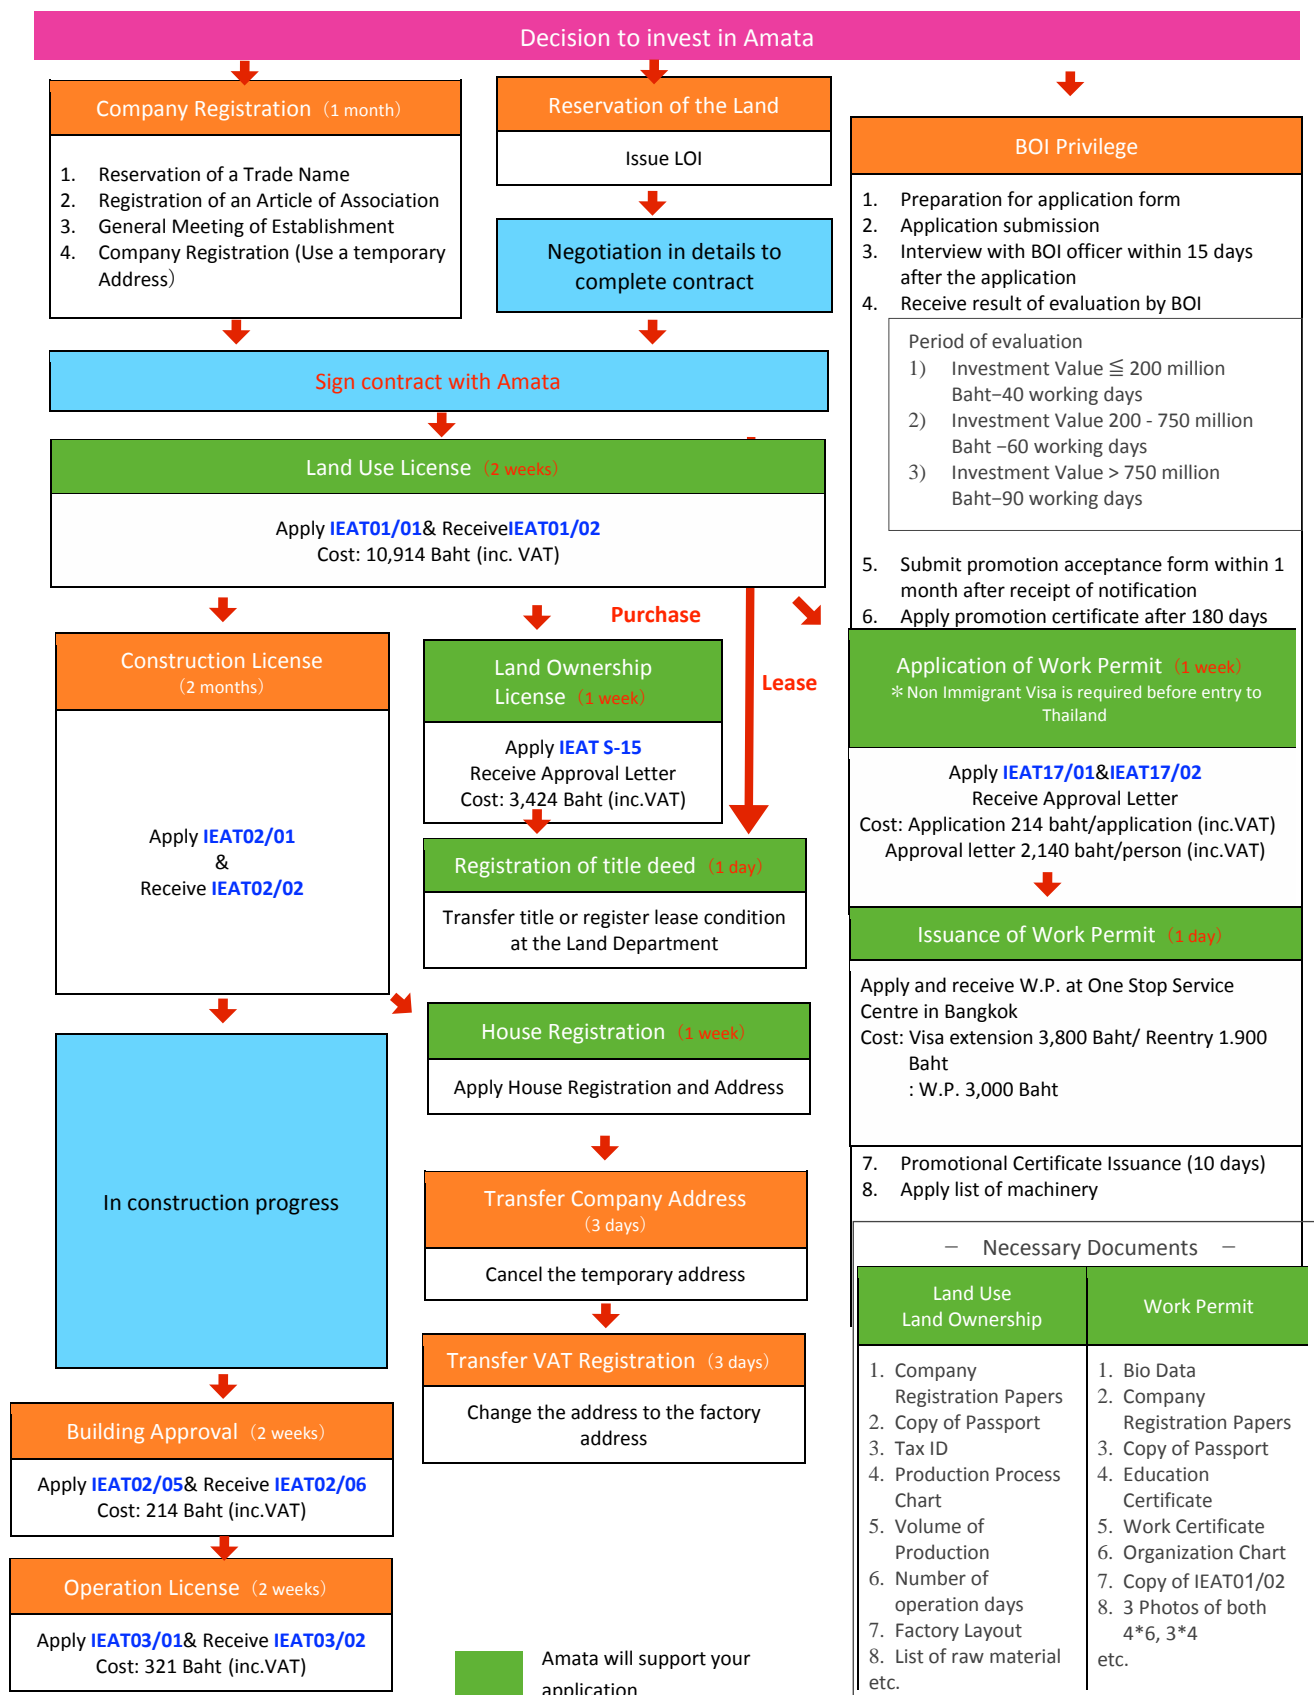 Decision to invest in Amata
Company Registration (1 month)
1. Reservation of a Trade Name
2. Registration of an Article of Association
3. General Meeting of Establishment
4. Company Registration (Use a temporary
Address)
Reservation of the Land
Issue LOI
Negotiation in details to
complete contract
Sign contract with Amata
Land Use License (2 weeks)
Apply IEAT01/01& ReceiveIEAT01/02
Cost: 10,914 Baht (inc. VAT)
Purchase
Lease
Construction License
(2 months)
Apply IEAT02/01
&
Receive IEAT02/02
Land Ownership
License (1 week)
Apply IEAT S-15
Receive Approval Letter
Cost: 3,424 Baht (inc.VAT)
Registration of title deed (1 day)
Transfer title or register lease condition
at the Land Department
House Registration (1 week)
Apply House Registration and Address
Transfer Company Address
(3 days)
Cancel the temporary address
Transfer VAT Registration (3 days)
Change the address to the factory
address
In construction progress
Building Approval (2 weeks)
Apply IEAT02/05& Receive IEAT02/06
Cost: 214 Baht (inc.VAT)
Operation License (2 weeks)
Apply IEAT03/01& Receive IEAT03/02
Cost: 321 Baht (inc.VAT)
Amata will support your
application
BOI Privilege
1. Preparation for application form
2. Application submission
3. Interview with BOI officer within 15 days
after the application
4. Receive result of evaluation by BOI
Period of evaluation
1) Investment Value ≦ 200 million
Baht–40 working days
2) Investment Value 200 - 750 million
Baht –60 working days
3) Investment Value > 750 million
Baht–90 working days
5. Submit promotion acceptance form within 1
month after receipt of notification
6. Apply promotion certificate after 180 days
Application of Work Permit (1 week)
＊Non Immigrant Visa is required before entry to
Thailand
Apply IEAT17/01&IEAT17/02
Receive Approval Letter
Cost: Application 214 baht/application (inc.VAT)
Approval letter 2,140 baht/person (inc.VAT)
Issuance of Work Permit (1 day)
Apply and receive W.P. at One Stop Service
Centre in Bangkok
Cost: Visa extension 3,800 Baht/ Reentry 1.900
Baht
: W.P. 3,000 Baht
7. Promotional Certificate Issuance (10 days)
8. Apply list of machinery
– Necessary Documents –
Land Use
Land Ownership
1. Company
Registration Papers
2. Copy of Passport
3. Tax ID
4. Production Process
Chart
5. Volume of
Production
6. Number of
operation days
7. Factory Layout
8. List of raw material
etc.
Work Permit
1. Bio Data
2. Company
Registration Papers
3. Copy of Passport
4. Education
Certificate
5. Work Certificate
6. Organization Chart
7. Copy of IEAT01/02
8. 3 Photos of both
4*6, 3*4
etc.